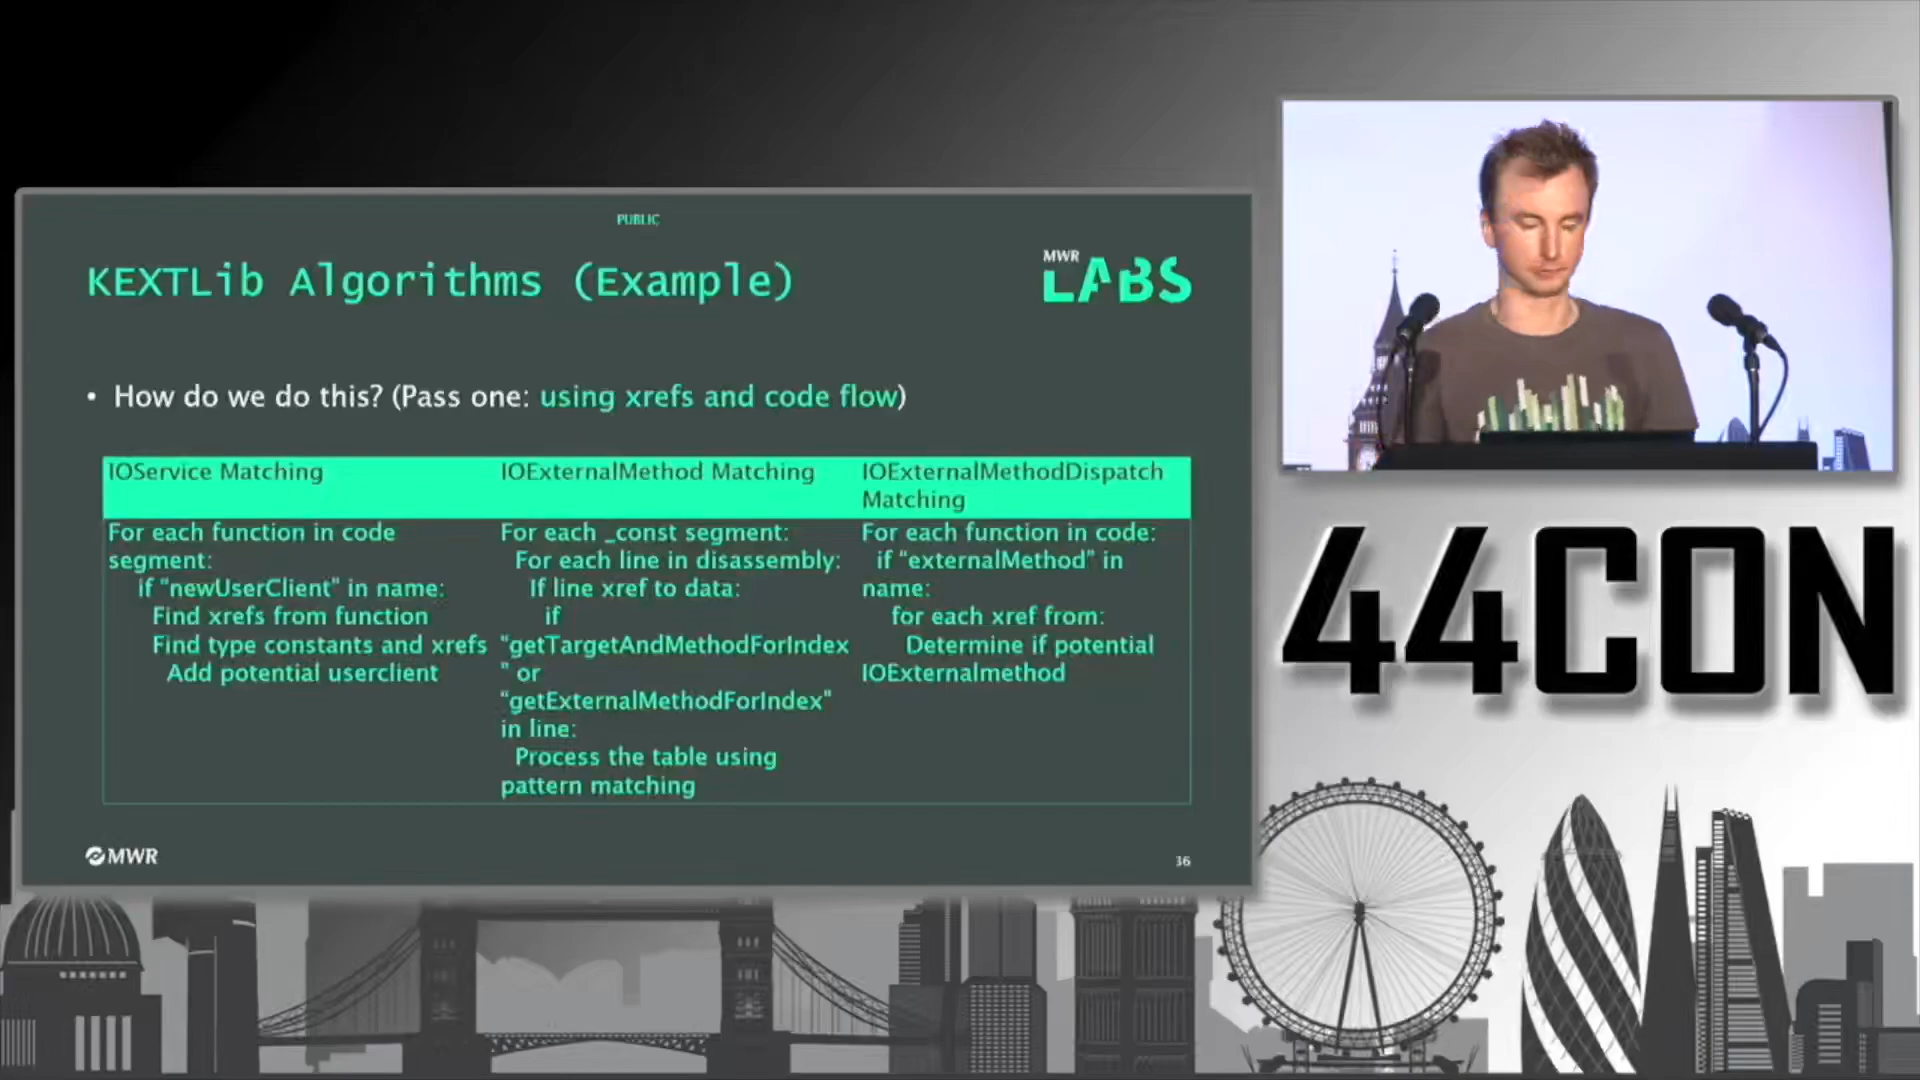 PUBLIC
KEXTLib Algorithms (Example)
MWR
LABS
• How do we do this? (Pass one: using xrefs and code flow)
IOService Matching
For each function in code
segment:
if “newUserClient” in name:
Find xrefs from function
Find type constants and xrefs
Add potential userclient
IOExternalMethod Matching
For each _const segment:
For each line in disassembly:
If line xref to data:
if
“getTargetAndMethodForIndex
” or
“getExternalMethodForIndex”
in line:
Process the table using
pattern matching
IOExternalMethodDispatch
Matching
For each function in code:
if “externalMethod” in
name:
for each xref from:
Determine if potential
IOExternalmethod
MWR
36
44CON